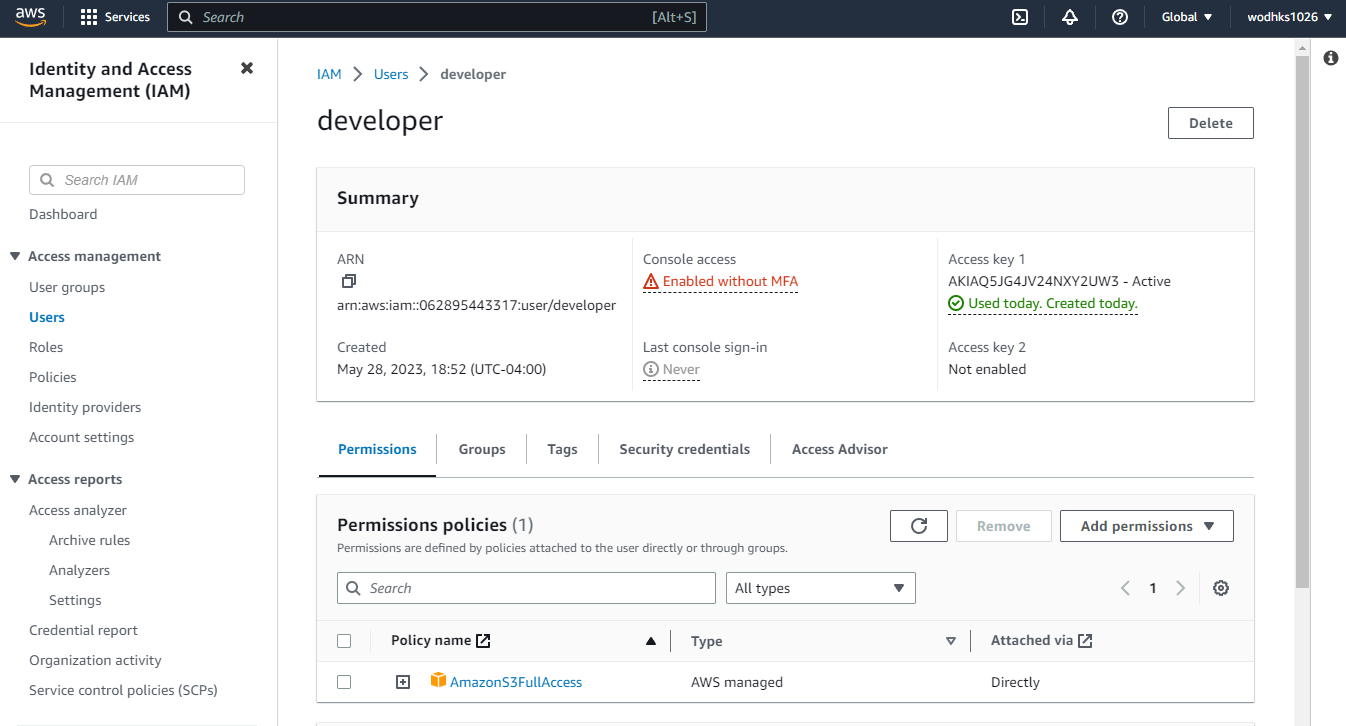 aws
Services
Search
[Alt+S]
Global
wodhks1026
Identity and Access
Management (IAM)
Search IAM
Dashboard
Access management
User groups
Users
Roles
Policies
Identity providers
Account settings
Access reports
Access analyzer
Archive rules
Analyzers
Settings
Credential report
Organization activity
Service control policies (SCPs)
IAM > Users > developer
developer
Delete
Summary
ARN
arn:aws:iam::062895443317:user/developer
Created
May 28, 2023, 18:52 (UTC-04:00)
Console access
Enabled without MFA
Last console sign-in
Never
Access key 1
AKIAQ5JG4JV24NXY2UW3 - Active
Used today. Created today.
Access key 2
Not enabled
Permissions
Groups
Tags
Security credentials
Access Advisor
Permissions policies (1)
Permissions are defined by policies attached to the user directly or through groups.
Remove
Add permissions
Search
All types
1
Policy name
Type
Attached via
AmazonS3FullAccess
AWS managed
Directly